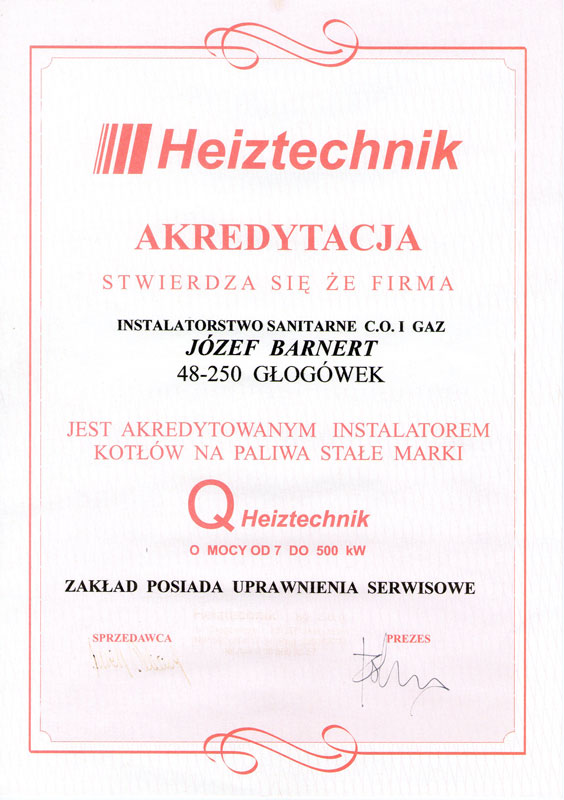 Heiztechnik
AKREDYTACJA
STWIERDZA SIĘ ŻE FIRMA
INSTALATORSTWO SANITARNE C.O. I GAZ
JÓZEF BARNERT
48-250 GŁOGÓWEK
JEST AKREDYTOWANYM INSTALATOREM
KOTŁÓW NA PALIWA STAŁE MARKI
Q Heiztechnik
O MOCY OD 7 DO 500 kW
ZAKŁAD POSIADA UPRAWNIENIA SERWISOWE
SPRZEDAWCA PREZES